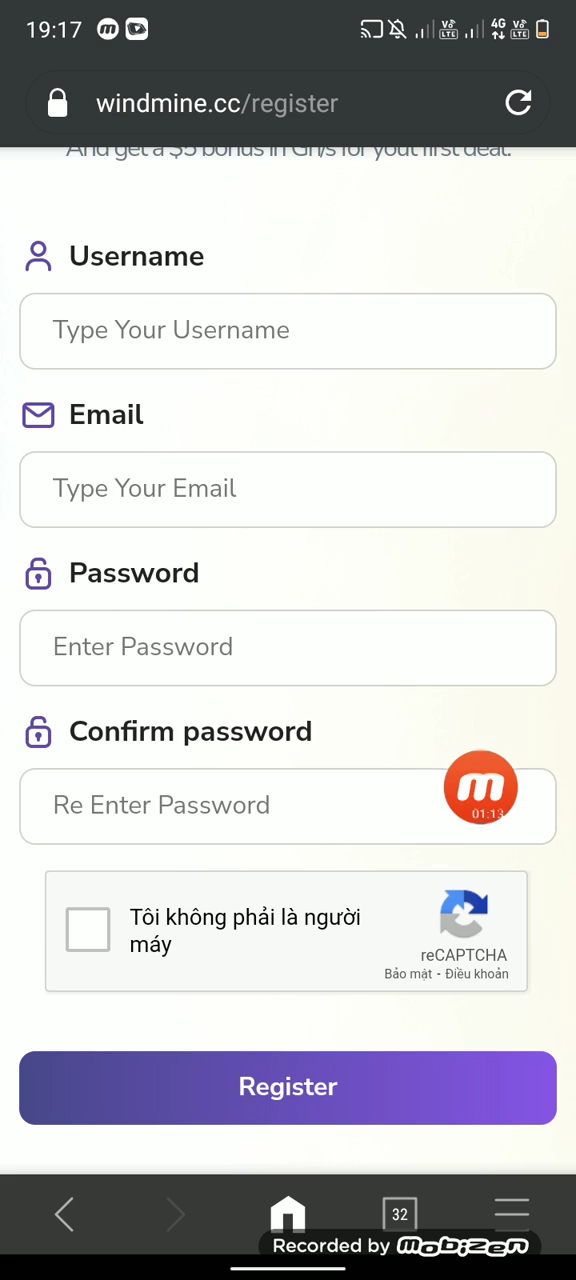 19:17
4G
windmine.cc/register
And get a $5 bonus in Gh/s for yout first deal.
Username
Type Your Username
Email
Type Your Email
Password
Enter Password
Confirm password
Re Enter Password
01:13
Tôi không phải là người
máy
reCAPTCHA
Bảo mật - Điều khoản
Register
32
Recorded by mobizen